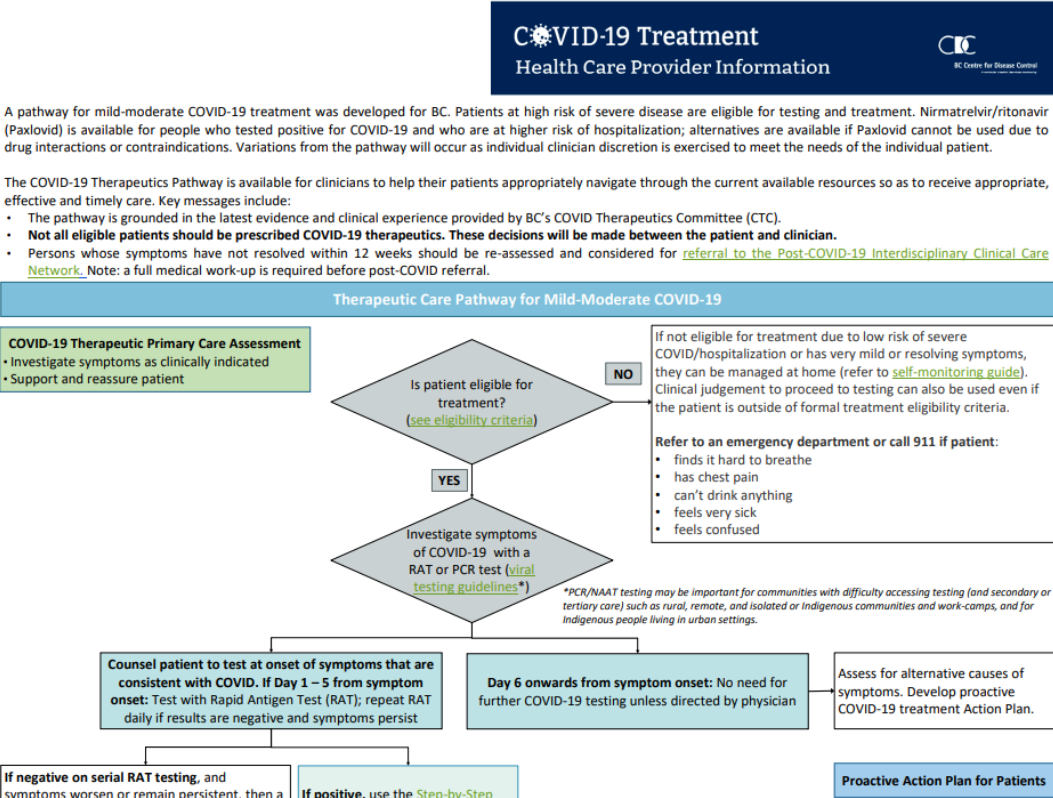 COVID-19 Treatment
Health Care Provider Information
BC Centre for Disease Control
A pathway for mild-moderate COVID-19 treatment was developed for BC. Patients at high risk of severe disease are eligible for testing and treatment. Nirmatrelvir/ritonavir
(Paxlovid) is available for people who tested positive for COVID-19 and who are at higher risk of hospitalization; alternatives are available if Paxlovid cannot be used due to
drug interactions or contraindications. Variations from the pathway will occur as individual clinician discretion is exercised to meet the needs of the individual patient.
The COVID-19 Therapeutics Pathway is available for clinicians to help their patients appropriately navigate through the current available resources so as to receive appropriate,
effective and timely care. Key messages include:
• The pathway is grounded in the latest evidence and clinical experience provided by BC's COVID Therapeutics Committee (CTC).
• Not all eligible patients should be prescribed COVID-19 therapeutics. These decisions will be made between the patient and clinician.
• Persons whose symptoms have not resolved within 12 weeks should be re-assessed and considered for referral to the Post-COVID-19 Interdisciplinary Clinical Care
Network. Note: a full medical work-up is required before post-COVID referral.
Therapeutic Care Pathway for Mild-Moderate COVID-19
COVID-19 Therapeutic Primary Care Assessment
• Investigate symptoms as clinically indicated
• Support and reassure patient
Is patient eligible for
treatment?
(see eligibility criteria)
NO
If not eligible for treatment due to low risk of severe
COVID/hospitalization or has very mild or resolving symptoms,
they can be managed at home (refer to self-monitoring guide).
Clinical judgement to proceed to testing can also be used even if
the patient is outside of formal treatment eligibility criteria.
Refer to an emergency department or call 911 if patient:
• finds it hard to breathe
• has chest pain
• can't drink anything
• feels very sick
• feels confused
YES
Investigate symptoms
of COVID-19 with a
RAT or PCR test (viral
testing guidelines*)
*PCR/NAAT testing may be important for communities with difficulty accessing testing (and secondary or
tertiary care) such as rural, remote, and isolated or Indigenous communities and work-camps, and for
Indigenous people living in urban settings.
Counsel patient to test at onset of symptoms that are
consistent with COVID. If Day 1 – 5 from symptom
onset: Test with Rapid Antigen Test (RAT); repeat RAT
daily if results are negative and symptoms persist
Day 6 onwards from symptom onset: No need for
further COVID-19 testing unless directed by physician
Assess for alternative causes of
symptoms. Develop proactive
COVID-19 treatment Action Plan.
If negative on serial RAT testing, and
symptoms worsen or remain persistent, then a
If positive, use the Step-by-Step
Proactive Action Plan for Patients